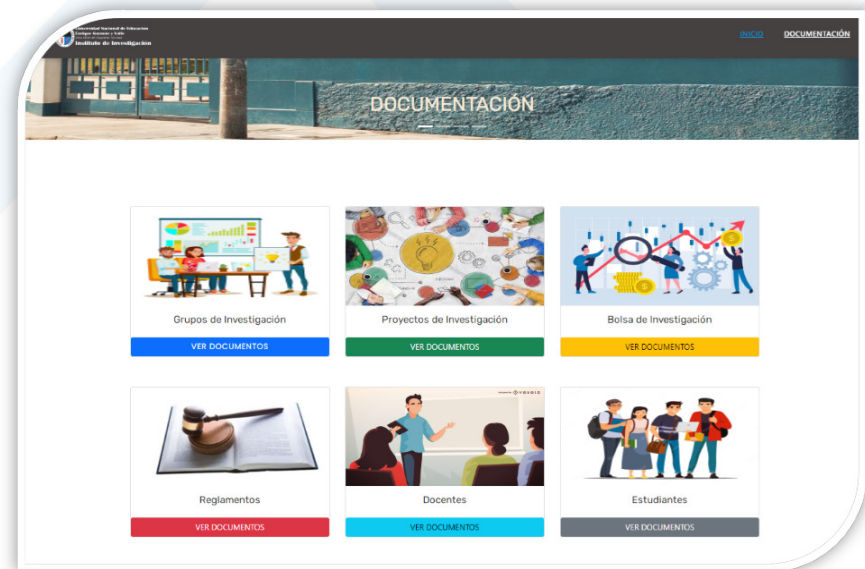 Universidad Nacional de Educación
Enrique Guzmán y Valle
Instituto de Investigación
INICIO
DOCUMENTACIÓN
DOCUMENTACIÓN
Grupos de Investigación
Proyectos de Investigación
Bolsa de Investigación
VER DOCUMENTOS
VER DOCUMENTOS
VER DOCUMENTOS
Reglamentos
Docentes
Estudiantes
VER DOCUMENTOS
VER DOCUMENTOS
VER DOCUMENTOS